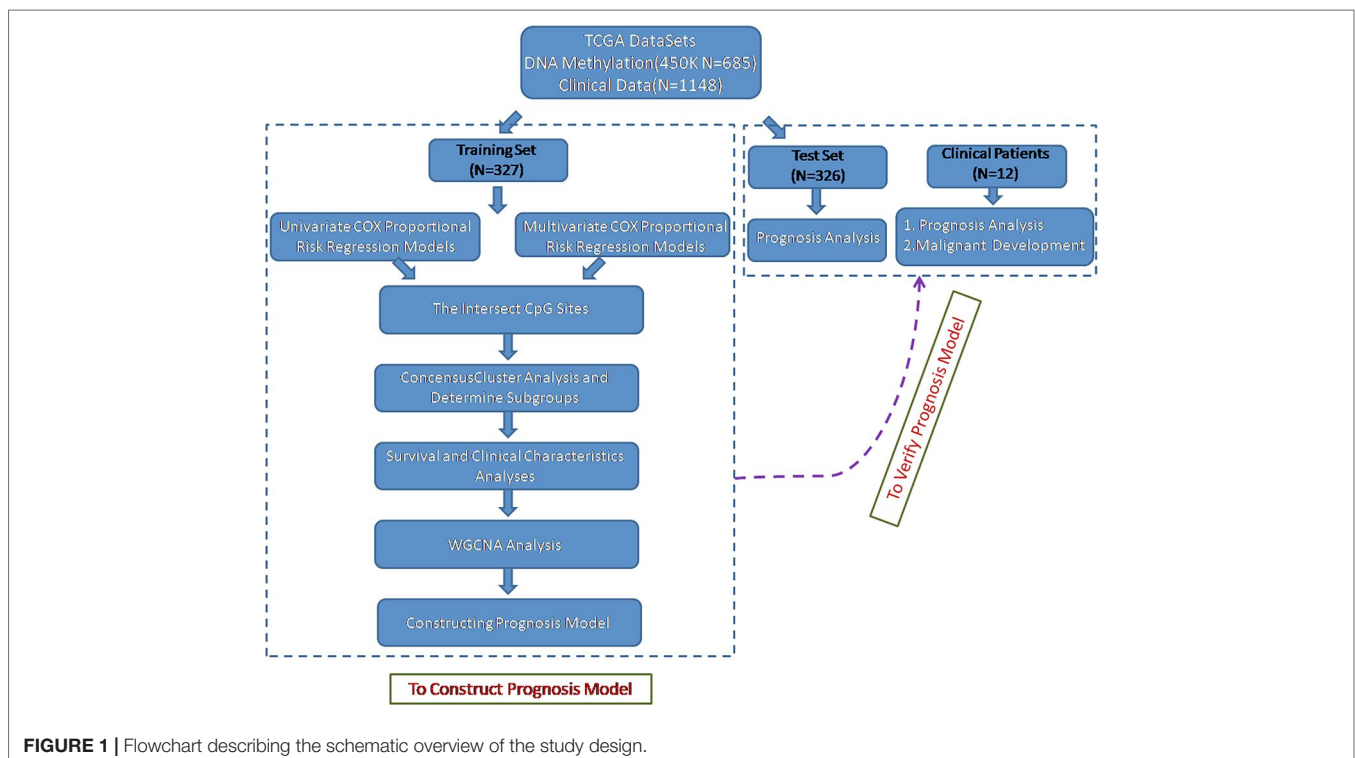 TCGA DataSets
DNA Methylation(450K N=685)
Clinical Data(N=1148)
Training Set
(N=327)
Univariate COX Proportional
Risk Regression Models
Multivariate COX Proportional
Risk Regression Models
The Intersect CpG Sites
ConcensusCluster Analysis and
Determine Subgroups
Survival and Clinical Characteristics
Analyses
WGCNA Analysis
Constructing Prognosis Model
To Construct Prognosis Model
Test Set
(N=326)
Prognosis Analysis
Clinical Patients
(N=12)
1. Prognosis Analysis
2.Malignant Development
To Verify Prognosis Model
FIGURE 1 | Flowchart describing the schematic overview of the study design.